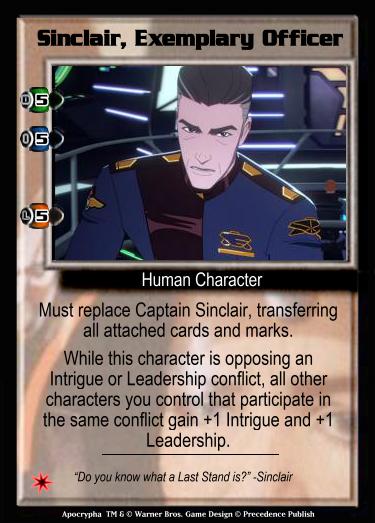 Sinclair, Exemplary Officer
D 5
I 5
L 5
Human Character
Must replace Captain Sinclair, transferring
all attached cards and marks.
While this character is opposing an
Intrigue or Leadership conflict, all other
characters you control that participate in
the same conflict gain +1 Intrigue and +1
Leadership.
“Do you know what a Last Stand is?” -Sinclair
Apocrypha TM & © Warner Bros. Game Design © Precedence Publish